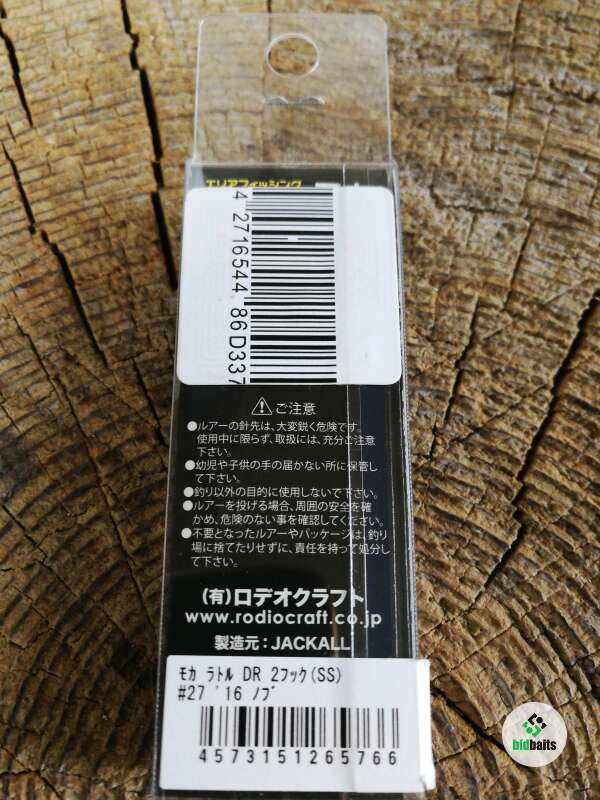 エリアフィッシング
4 2716544 86D337
ご注意
●ルアーの針先は、大変鋭く危険です。
使用中に限らず、取扱には、充分ご注意
下さい。
●幼児や子供の手の届かない所に保管し
て下さい。
●釣り以外の目的に使用しないで下さい。
●ルアーを投げる場合、周囲の安全を確
かめ、危険のない事を確認してください。
●不要となったルアーやパッケージは、釣り
場に捨てたりせずに、責任を持って処分し
て下さい。
(有)ロデオクラフト
www.rodiocraft.co.jp
製造元:JACKALL
ﾓｶ ﾗﾄﾙ DR 2ﾌｯｸ(SS)
#27 '16 ﾉﾌﾞ
4573151265766
bidbaits